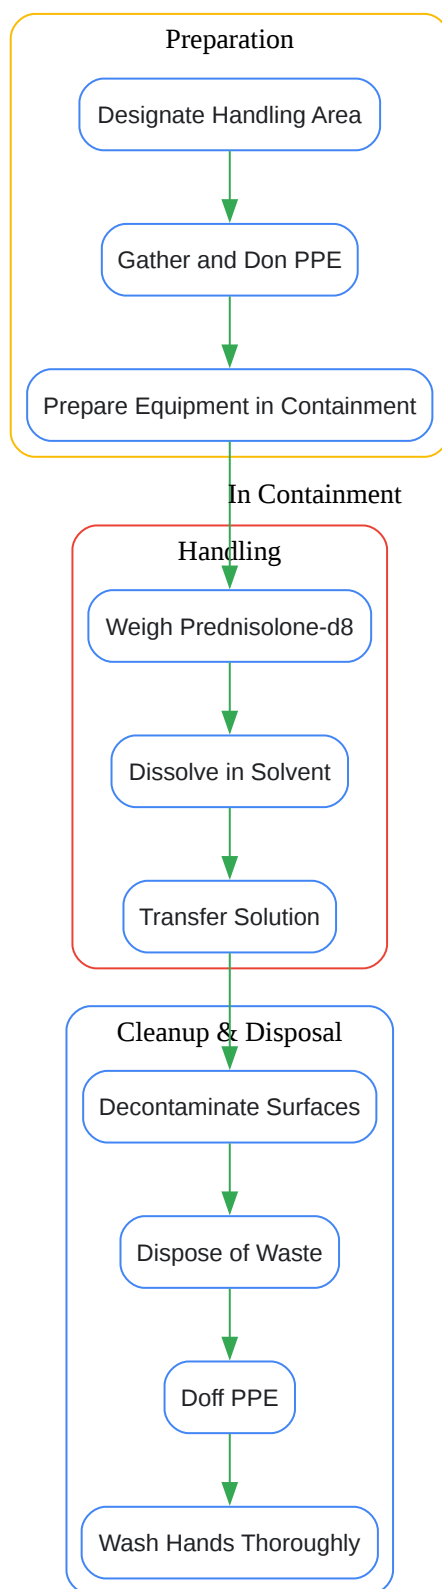 Preparation
Designate Handling Area
Gather and Don PPE
Prepare Equipment in Containment
In Containment
Handling
Weigh Prednisolone-d8
Dissolve in Solvent
Transfer Solution
Cleanup & Disposal
Decontaminate Surfaces
Dispose of Waste
Doff PPE
Wash Hands Thoroughly